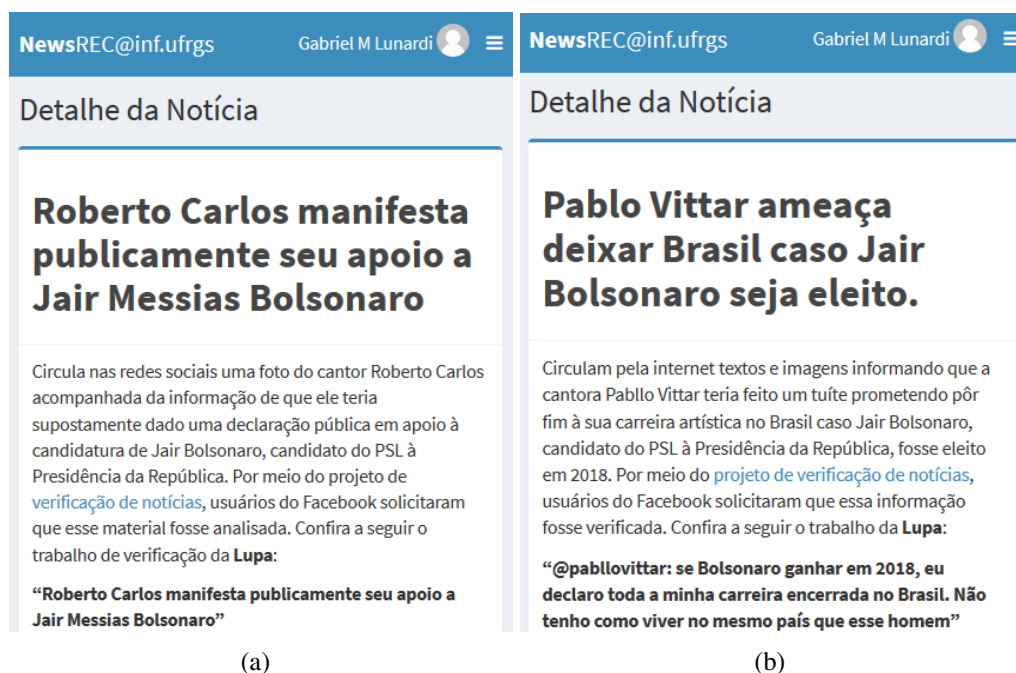 NewsREC@inf.ufrgs Gabriel M Lunardi
Detalhe da Notícia
Roberto Carlos manifesta
publicamente seu apoio a
Jair Messias Bolsonaro
Circula nas redes sociais uma foto do cantor Roberto Carlos
acompanhada da informação de que ele teria
supostamente dado uma declaração pública em apoio à
candidatura de Jair Bolsonaro, candidato do PSL à
Presidência da República. Por meio do projeto de
verificação de notícias, usuários do Facebook solicitaram
que esse material fosse analisada. Confira a seguir o
trabalho de verificação da Lupa:
“Roberto Carlos manifesta publicamente seu apoio a
Jair Messias Bolsonaro”
(a)
NewsREC@inf.ufrgs Gabriel M Lunardi
Detalhe da Notícia
Pablo Vittar ameaça
deixar Brasil caso Jair
Bolsonaro seja eleito.
Circulam pela internet textos e imagens informando que a
cantora Pabllo Vittar teria feito um tuíte prometendo pôr
fim à sua carreira artística no Brasil caso Jair Bolsonaro,
candidato do PSL à Presidência da República, fosse eleito
em 2018. Por meio do projeto de verificação de notícias,
usuários do Facebook solicitaram que essa informação
fosse verificada. Confira a seguir o trabalho da Lupa:
“@pabllovittar: se Bolsonaro ganhar em 2018, eu
declaro toda a minha carreira encerrada no Brasil. Não
tenho como viver no mesmo país que esse homem”
(b)